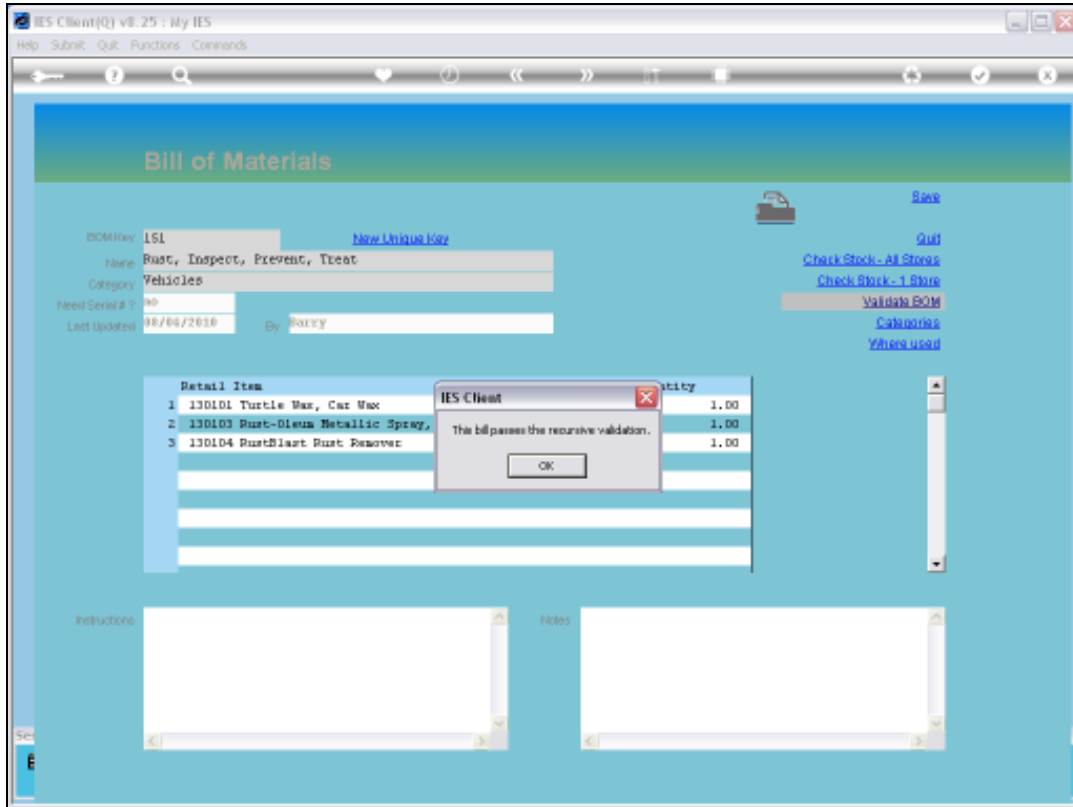 IES Client(Q) v8.25 : My IES
Help Submit Quit Functions Commands
Bill of Materials
Save
BOM Key 151 New Unique Key Quit
Name Rust, Inspect, Prevent, Treat Check Stock - All Stores
Category Vehicles Check Stock - 1 Store
Need Serial # ? no Validate BOM
Last Updated 08/06/2010 By Barry Categories
Where used
Retail Item ntity
1 130101 Turtle Wax, Car Wax 1.00
2 130103 Rust-Oleum Metallic Spray, 1.00
3 130104 RustBlast Rust Remover 1.00
IES Client
This bill passes the recursive validation.
OK
Instructions Notes
Se